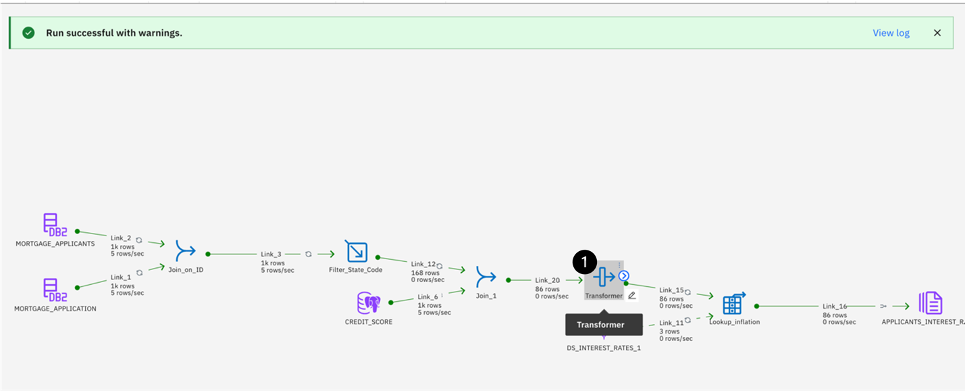 Run successful with warnings.
View log
MORTGAGE_APPLICANTS
Link_2
1k rows
5 rows/sec
MORTGAGE_APPLICATION
Link_1
1k rows
5 rows/sec
Join_on_ID
Link_3
1k rows
5 rows/sec
Filter_State_Code
Link_12
168 rows
0 rows/sec
CREDIT_SCORE
Link_6
1k rows
5 rows/sec
Join_1
Link_20
86 rows
0 rows/sec
1
Transformer
Transformer
DS_INTEREST_RATES_1
Link_15
86 rows
0 rows/sec
Link_11
3 rows
0 rows/sec
Lookup_inflation
Link_16
86 rows
0 rows/sec
DB2
DB2